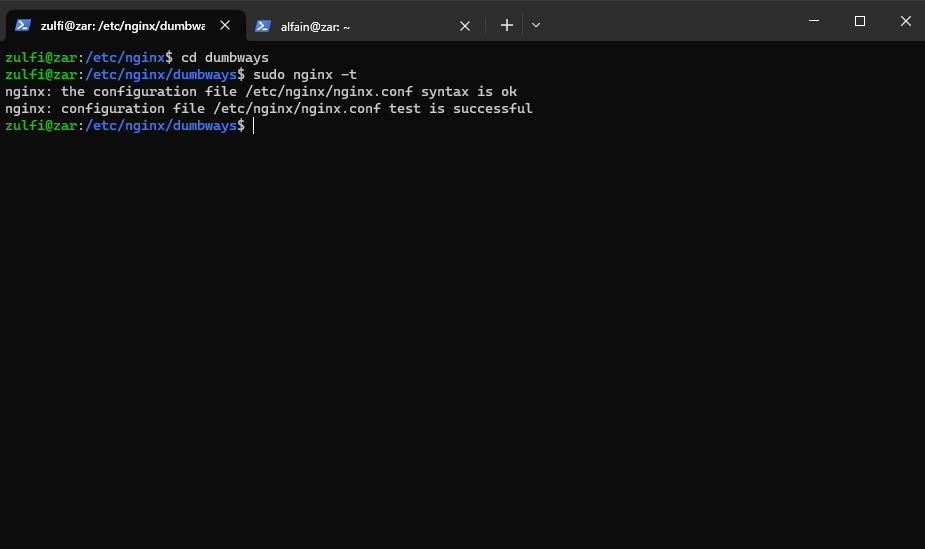 zulfi@zar: /etc/nginx/dumbwa
alfain@zar: ~
zulfi@zar:/etc/nginx$ cd dumbways
zulfi@zar:/etc/nginx/dumbways$ sudo nginx -t
nginx: the configuration file /etc/nginx/nginx.conf syntax is ok
nginx: configuration file /etc/nginx/nginx.conf test is successful
zulfi@zar:/etc/nginx/dumbways$